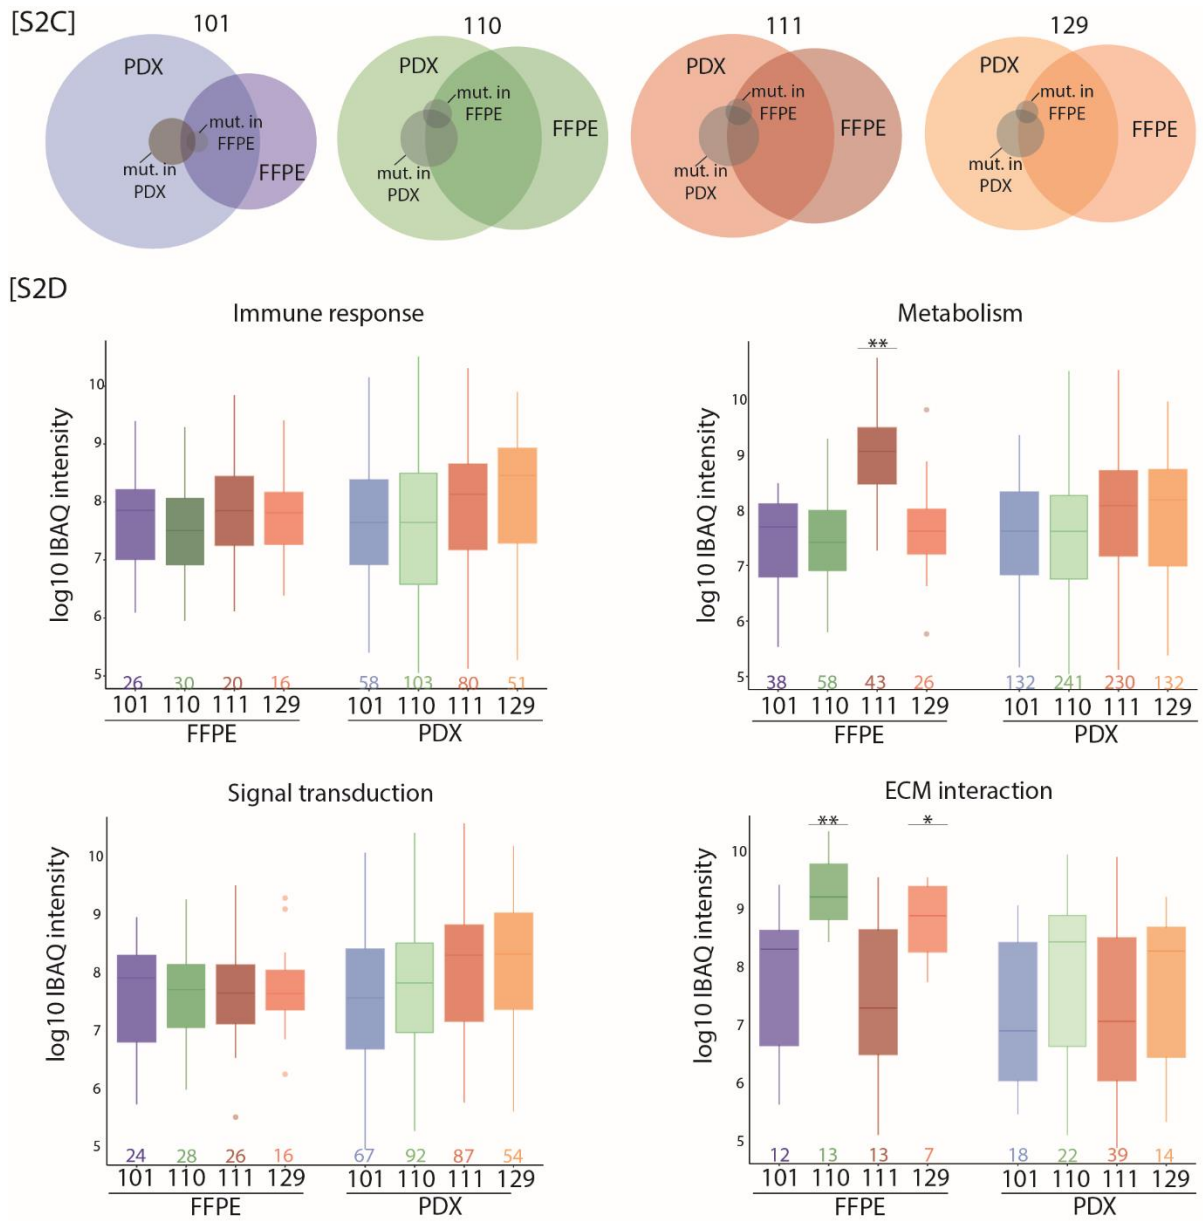 [S2C]
101
110
111
129
PDX
mut. in
FFPE
FFPE
mut. in
PDX
PDX
mut. in
FFPE
FFPE
mut. in
PDX
PDX
mut. in
FFPE
FFPE
mut. in
PDX
PDX
mut. in
FFPE
FFPE
mut. in
PDX
[S2D
Immune response
log10 IBAQ intensity
10
9
8
7
6
5
26 30 20 16 58 103 80 51
101 110 111 129 101 110 111 129
FFPE PDX
Metabolism
**
log10 IBAQ intensity
10
9
8
7
6
5
38 58 43 26 132 241 230 132
101 110 111 129 101 110 111 129
FFPE PDX
Signal transduction
log10 IBAQ intensity
10
9
8
7
6
5
24 28 26 16 67 92 87 54
101 110 111 129 101 110 111 129
FFPE PDX
ECM interaction
** *
log10 IBAQ intensity
10
9
8
7
6
5
12 13 13 7 18 22 39 14
101 110 111 129 101 110 111 129
FFPE PDX